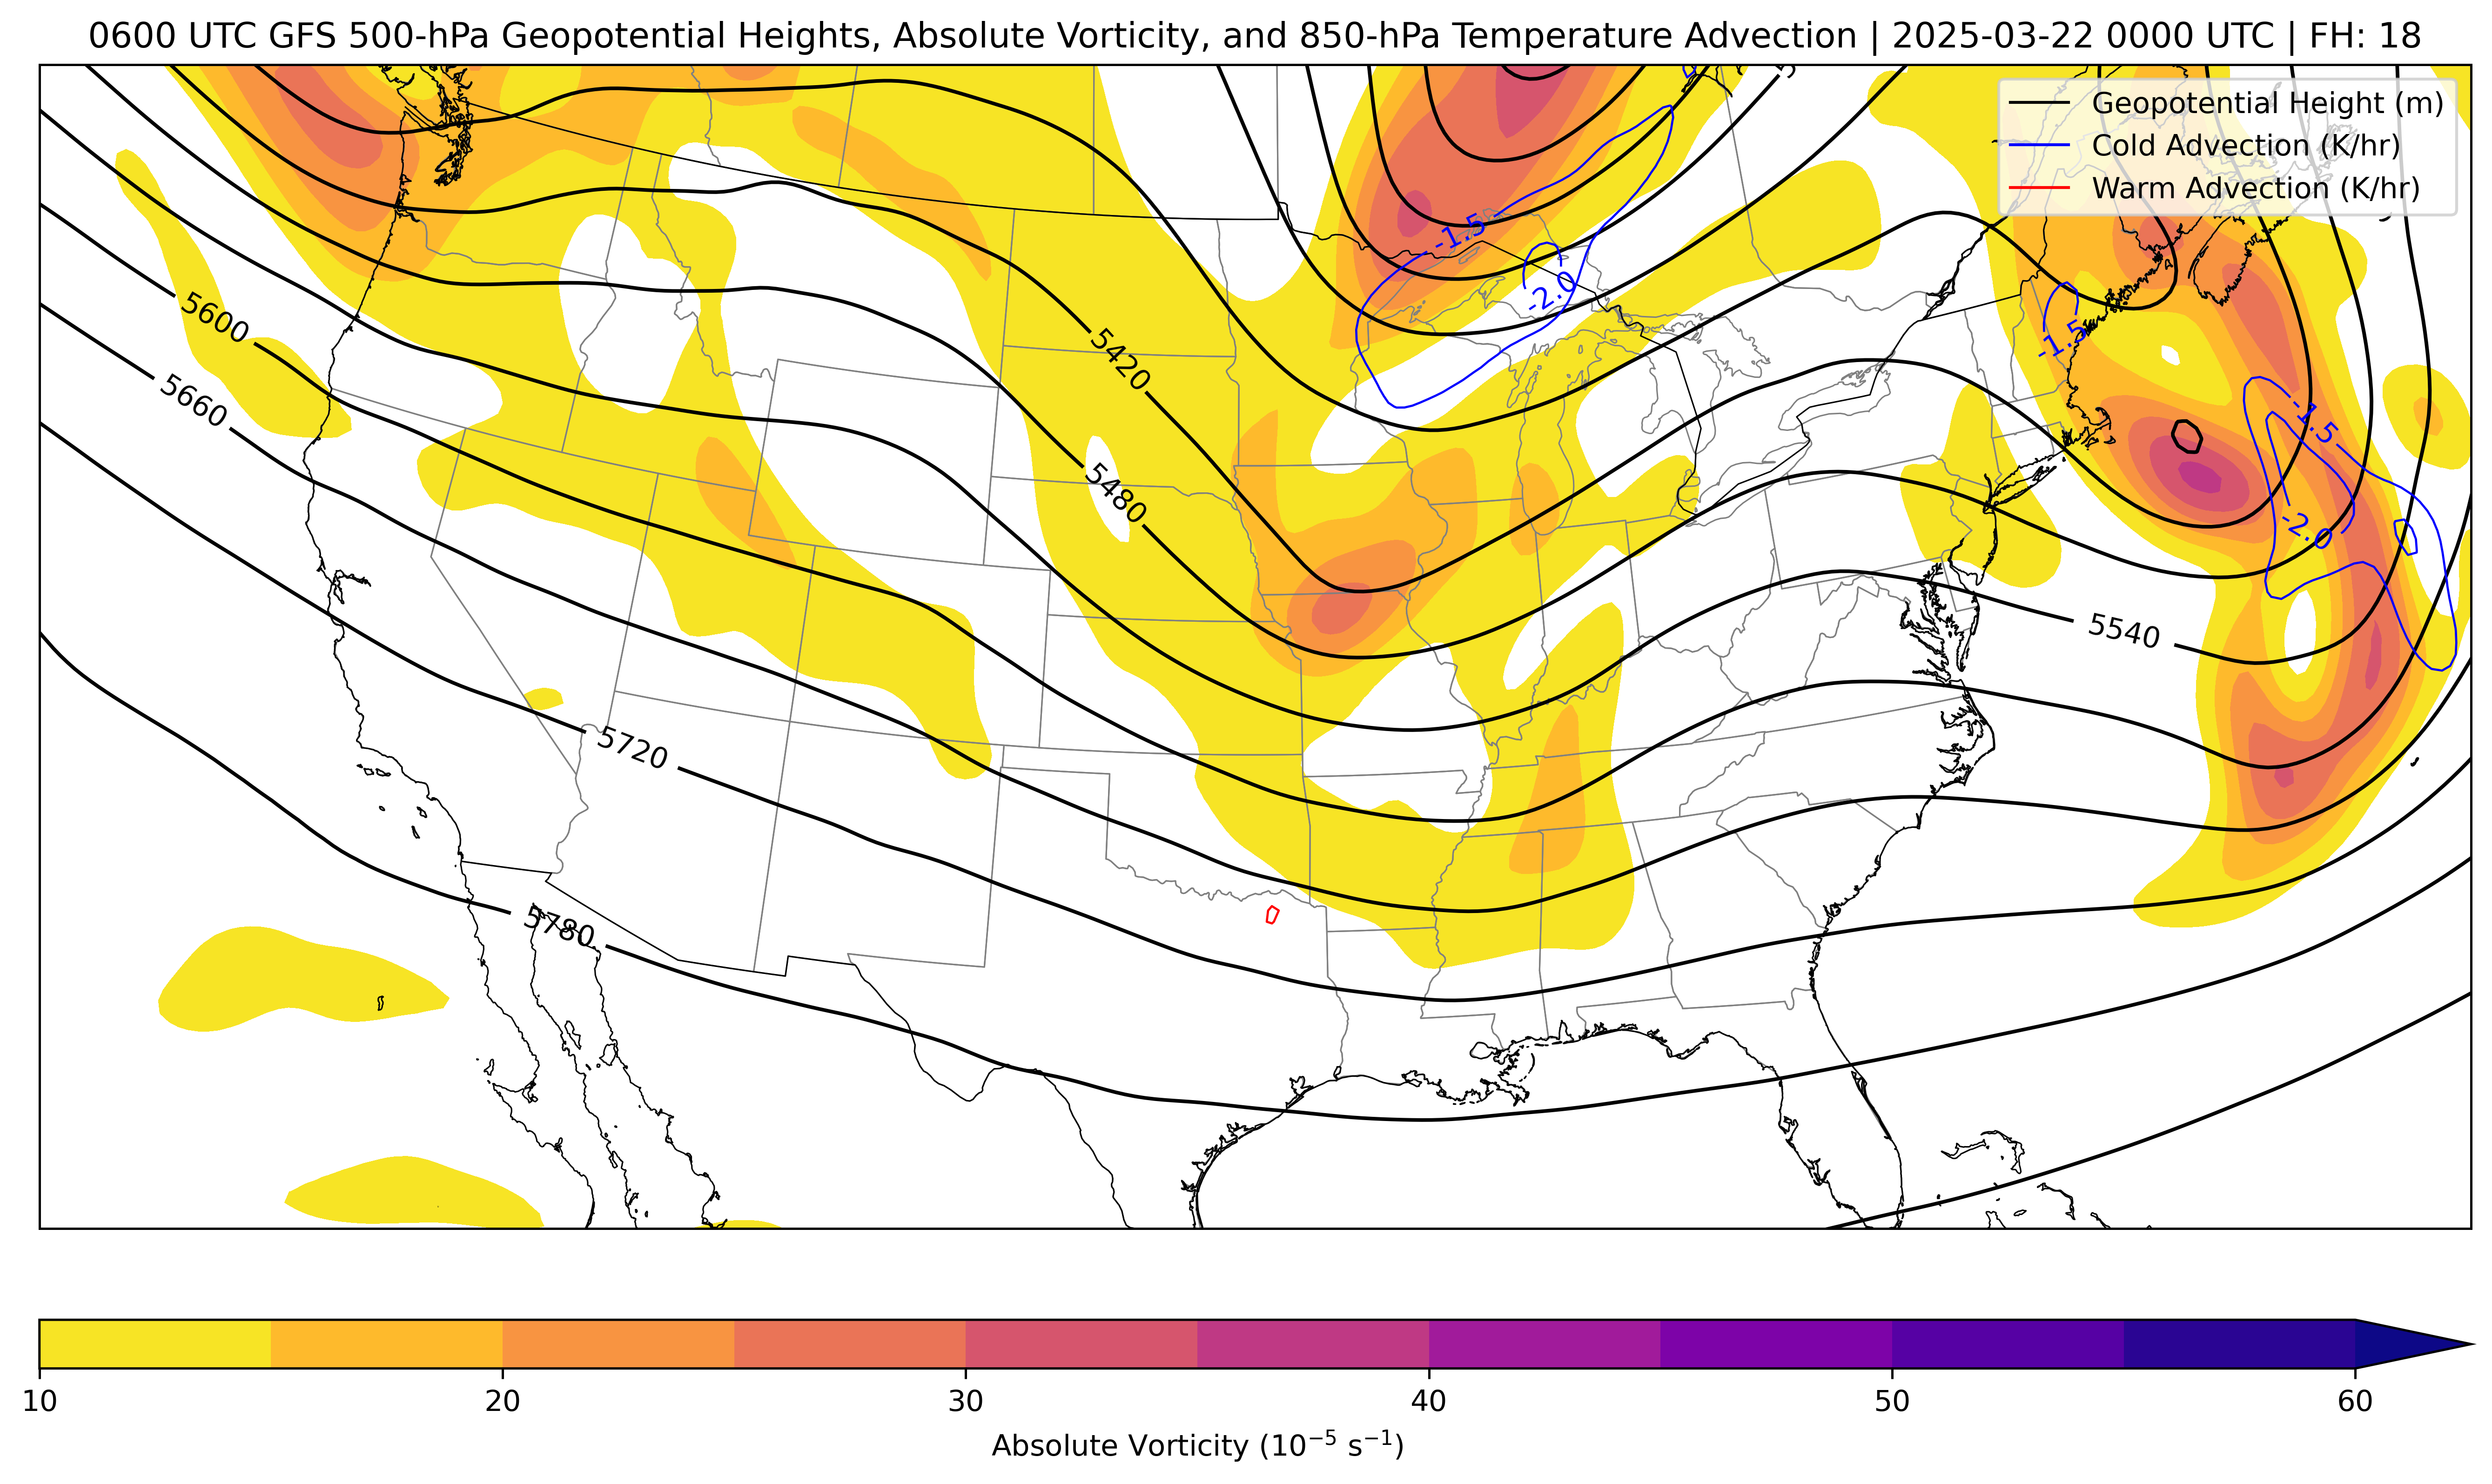 0600 UTC GFS 500-hPa Geopotential Heights, Absolute Vorticity, and 850-hPa Temperature Advection | 2025-03-22 0000 UTC | FH: 18
Geopotential Height (m)
Cold Advection (K/hr)
Warm Advection (K/hr)
-1.5
-2.0
-1.5
5600
5420
5660
-1.5
5480
-2.0
5540
5720
5780
10 20 30 40 50 60
Absolute Vorticity (10⁻⁵ s⁻¹)